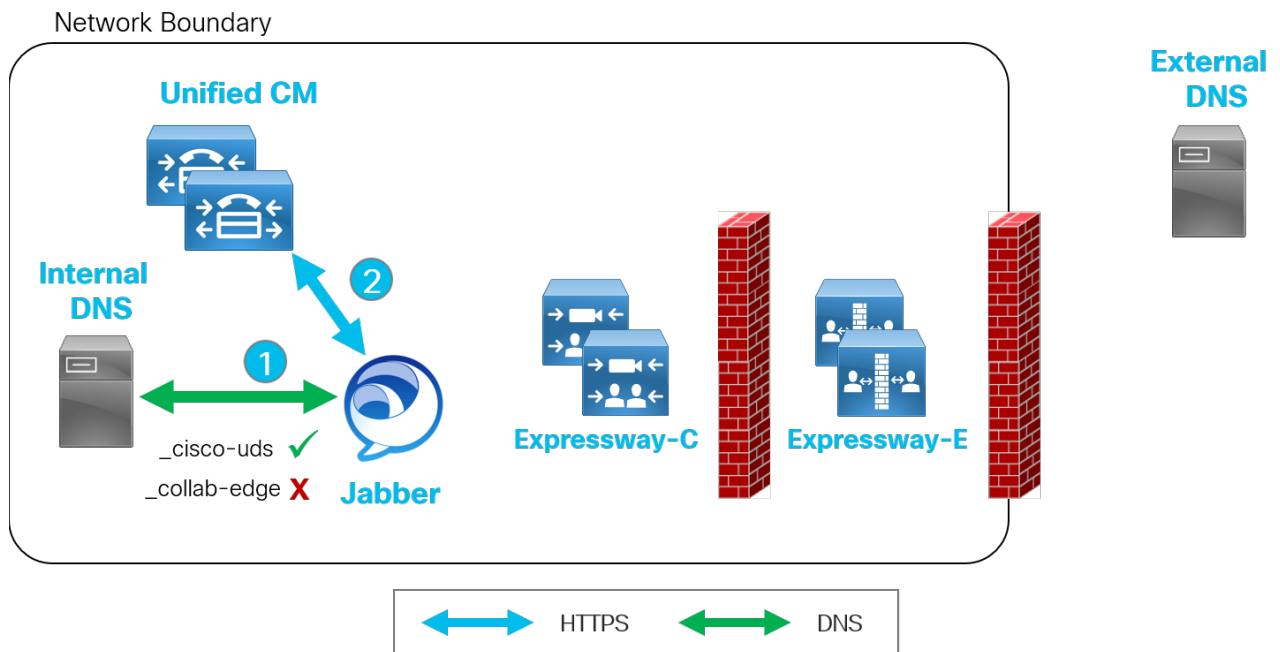 Network Boundary
External
DNS
Unified CM
2
Internal
DNS
1
_cisco-uds ✓
_collab-edge X
Jabber
Expressway-C
Expressway-E
HTTPS
DNS